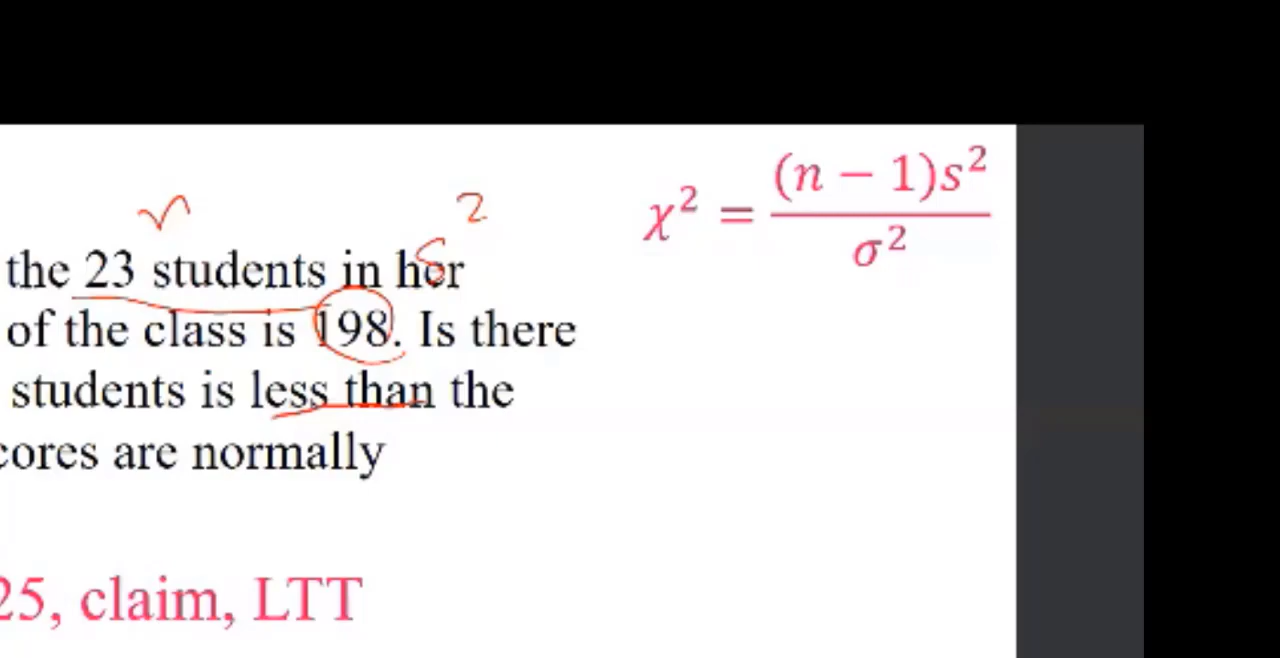 n
s²
the 23 students in her
of the class is 198. Is there
students is less than the
cores are normally
25, claim, LTT
χ² = (n − 1)s² / σ²